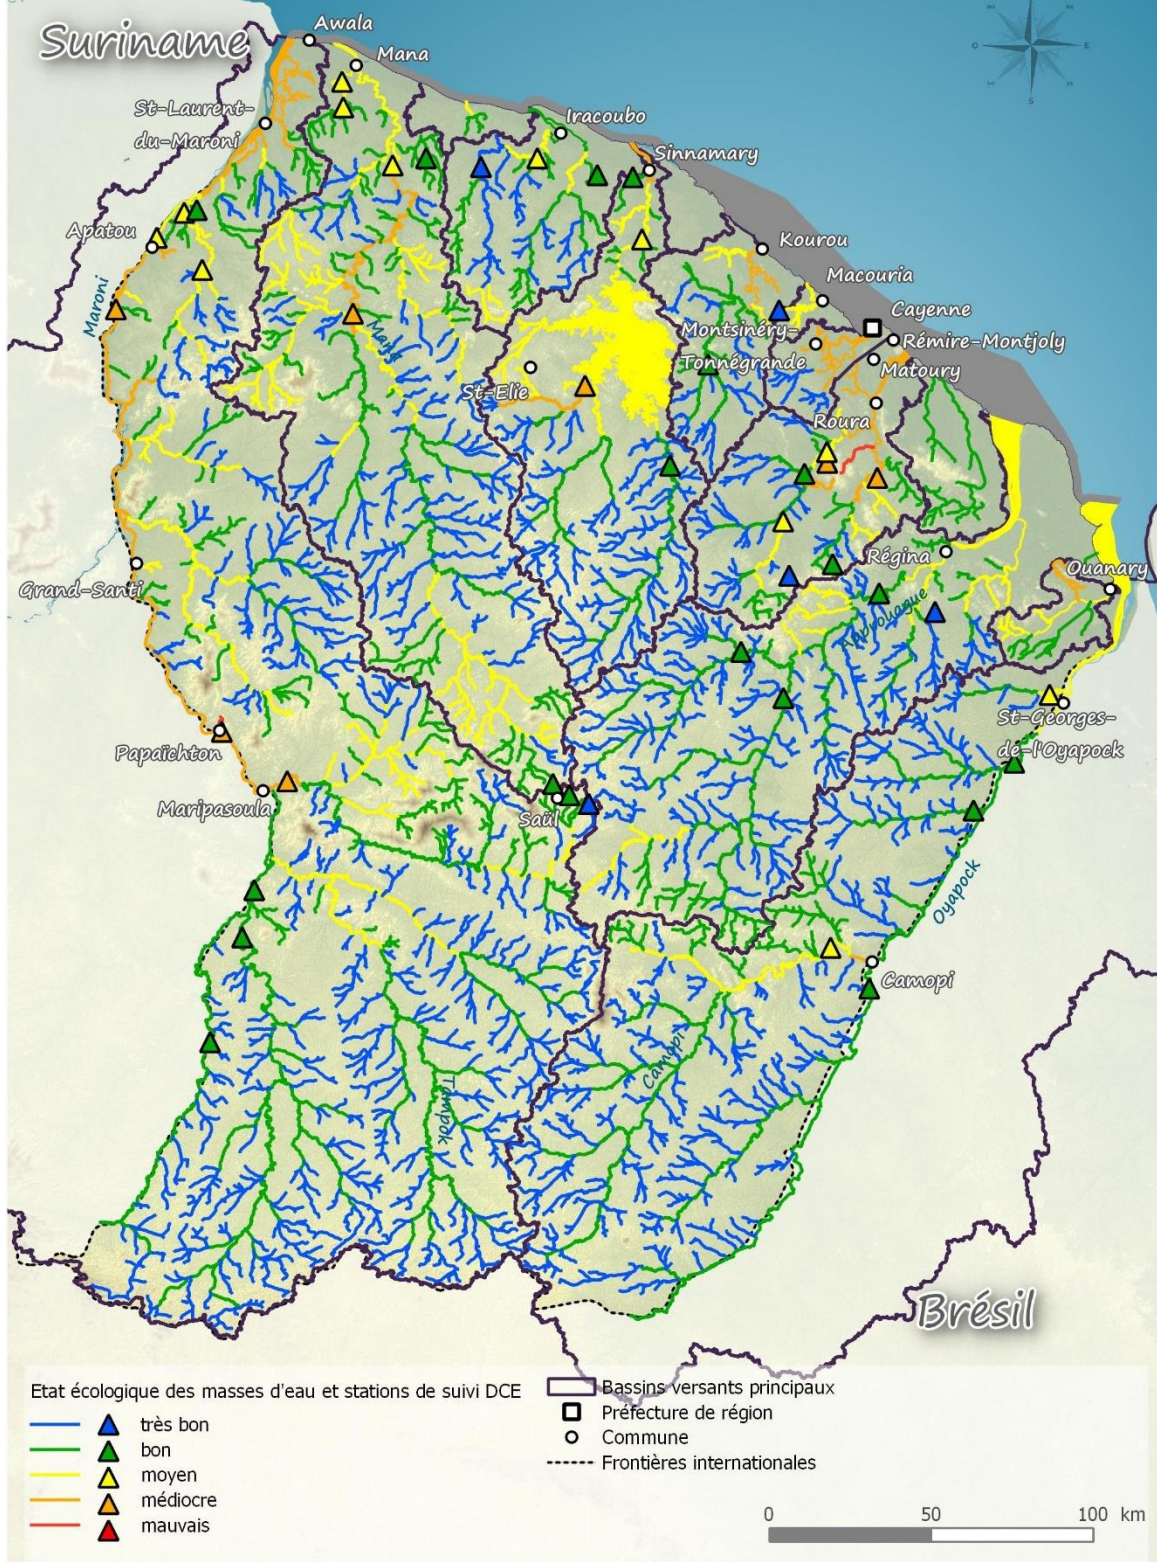 Suriname
Awala
Mana
St-Laurent-
du-Maroni
Iracoubo
Sinnamary
Apatou
Maroni
Kourou
Macouria
Cayenne
Mana
Montsinéry-
Tonnégrande
Rémire-Montjoly
Matoury
St-Elie
Roura
Régina
Ouanary
Grand-Santi
Approuague
St-Georges-
de-l'Oyapock
Papaïchton
Maripasoula
Saül
Oyapock
Camopi
Camopi
Tampok
Brésil
Etat écologique des masses d'eau et stations de suivi DCE
très bon
bon
moyen
médiocre
mauvais
Bassins versants principaux
Préfecture de région
Commune
Frontières internationales
0 50 100 km